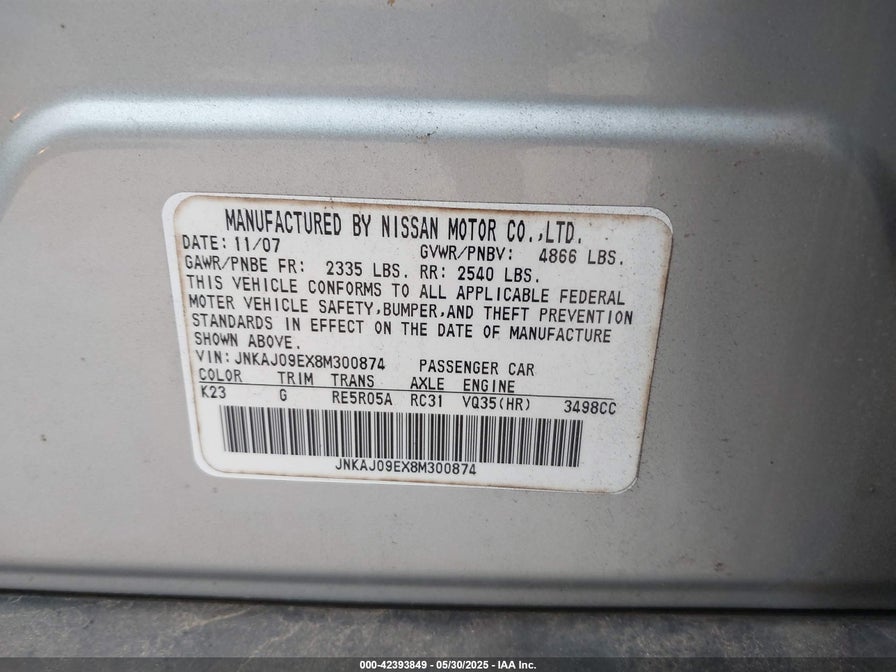 MANUFACTURED BY NISSAN MOTOR CO.,LTD.
DATE: 11/07 GVWR/PNBV: 4866 LBS.
GAWR/PNBE FR: 2335 LBS. RR: 2540 LBS.
THIS VEHICLE CONFORMS TO ALL APPLICABLE FEDERAL
MOTER VEHICLE SAFETY,BUMPER,AND THEFT PREVENTION
STANDARDS IN EFFECT ON THE DATE OF MANUFACTURE
SHOWN ABOVE.
VIN: JNKAJ09EX8M300874 PASSENGER CAR
COLOR TRIM TRANS AXLE ENGINE
K23 G RE5R05A RC31 VQ35(HR) 3498CC
JNKAJ09EX8M300874
000-42393849 - 05/30/2025 - IAA Inc.